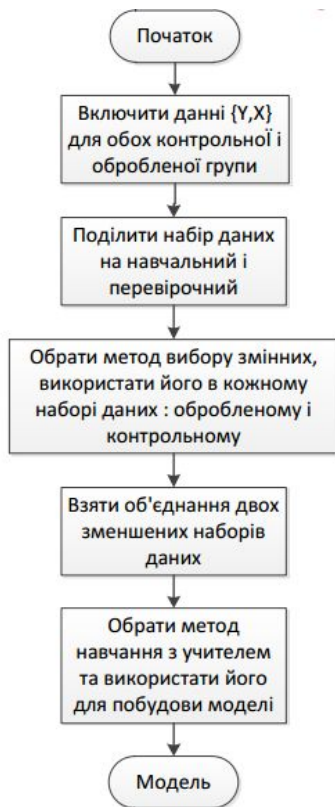 Початок
Включити данні {Y,X}
для обох контрольноЇ і
обробленої групи
Поділити набір даних
на навчальний і
перевірочний
Обрати метод вибору змінних,
використати його в кожному
наборі даних : обробленому і
контрольному
Взяти об'єднання двох
зменшених наборів
даних
Обрати метод
навчання з учителем
та використати його
для побудови моделі
Модель